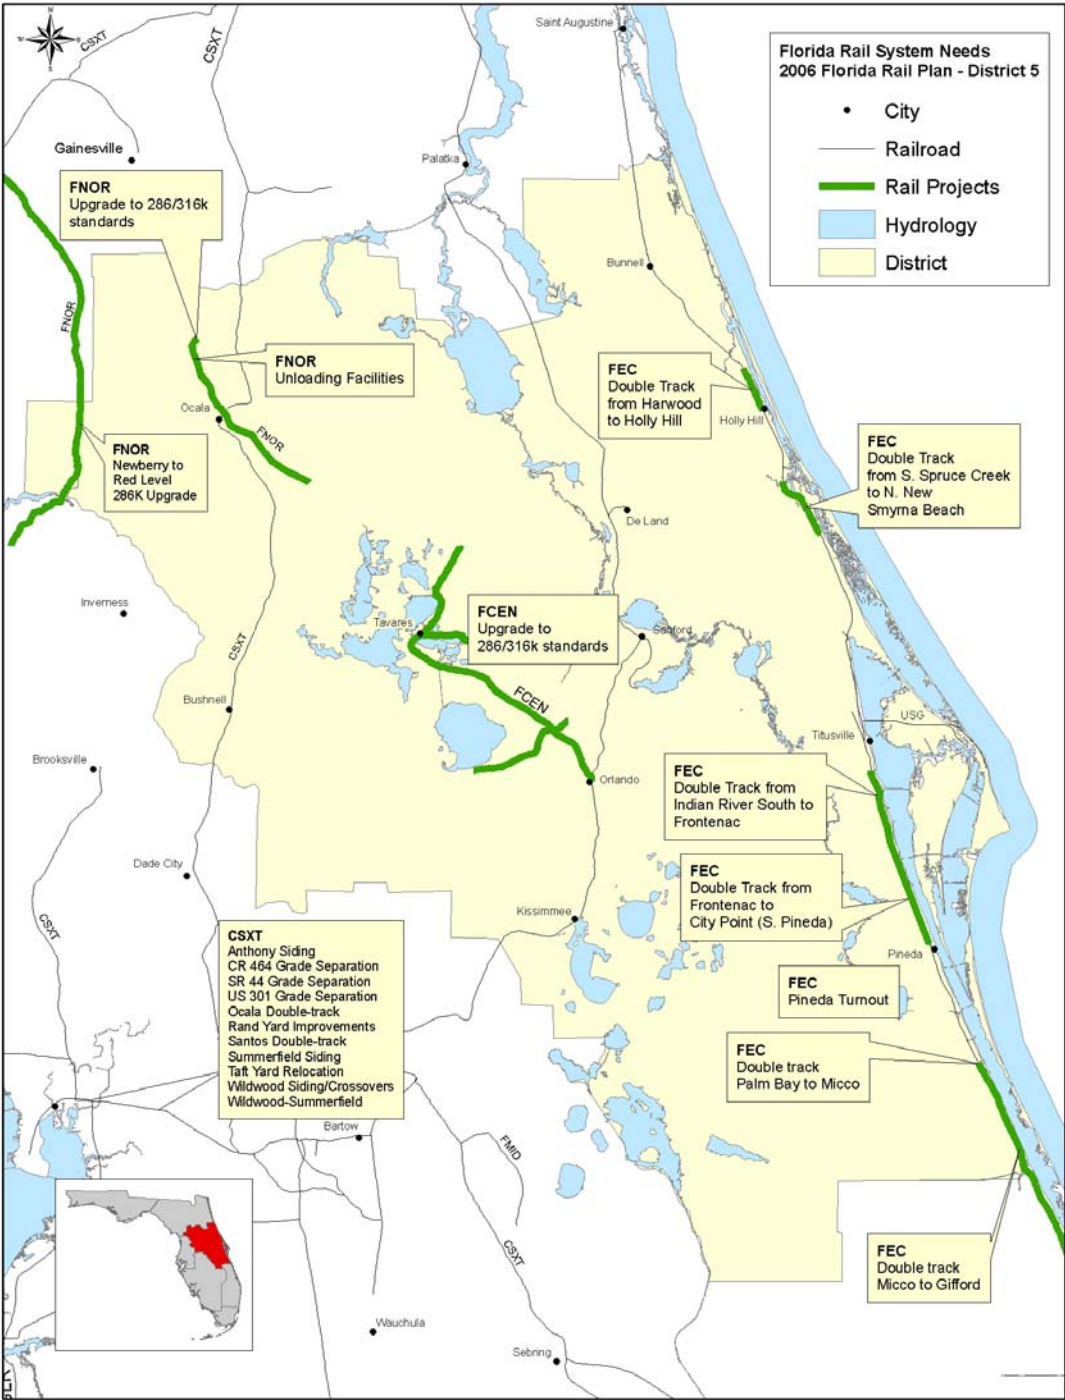 N
W
E
S
CSXT
CSXT
Saint Augustine
Florida Rail System Needs
2006 Florida Rail Plan - District 5
City
Railroad
Rail Projects
Hydrology
District
Gainesville
Palatka
FNOR
Upgrade to 286/316k
standards
Bunnell
FNOR
FNOR
Unloading Facilities
FEC
Double Track
from Harwood
to Holly Hill
Holly Hill
Ocala
FNOR
FNOR
Newberry to
Red Level
286K Upgrade
FEC
Double Track
from S. Spruce Creek
to N. New
Smyrna Beach
De Land
Inverness
Tavares
FCEN
Upgrade to
286/316k standards
Sanford
CSXT
Bushnell
FCEN
USG
Titusville
Brooksville
Orlando
FEC
Double Track from
Indian River South to
Frontenac
Dade City
FEC
Double Track from
Frontenac to
City Point (S. Pineda)
Kissimmee
CSXT
Pineda
CSXT
Anthony Siding
CR 464 Grade Separation
SR 44 Grade Separation
US 301 Grade Separation
Ocala Double-track
Rand Yard Improvements
Santos Double-track
Summerfield Siding
Taft Yard Relocation
Wildwood Siding/Crossovers
Wildwood-Summerfield
FEC
Pineda Turnout
FEC
Double track
Palm Bay to Micco
Bartow
FMID
CSXT
FEC
Double track
Micco to Gifford
Wauchula
Sebring